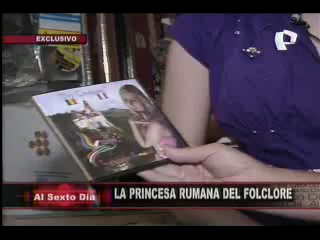 EXCLUSIVO
P
LA PRINCESA RUMANA DEL FOLCLORE
Al Sexto Día